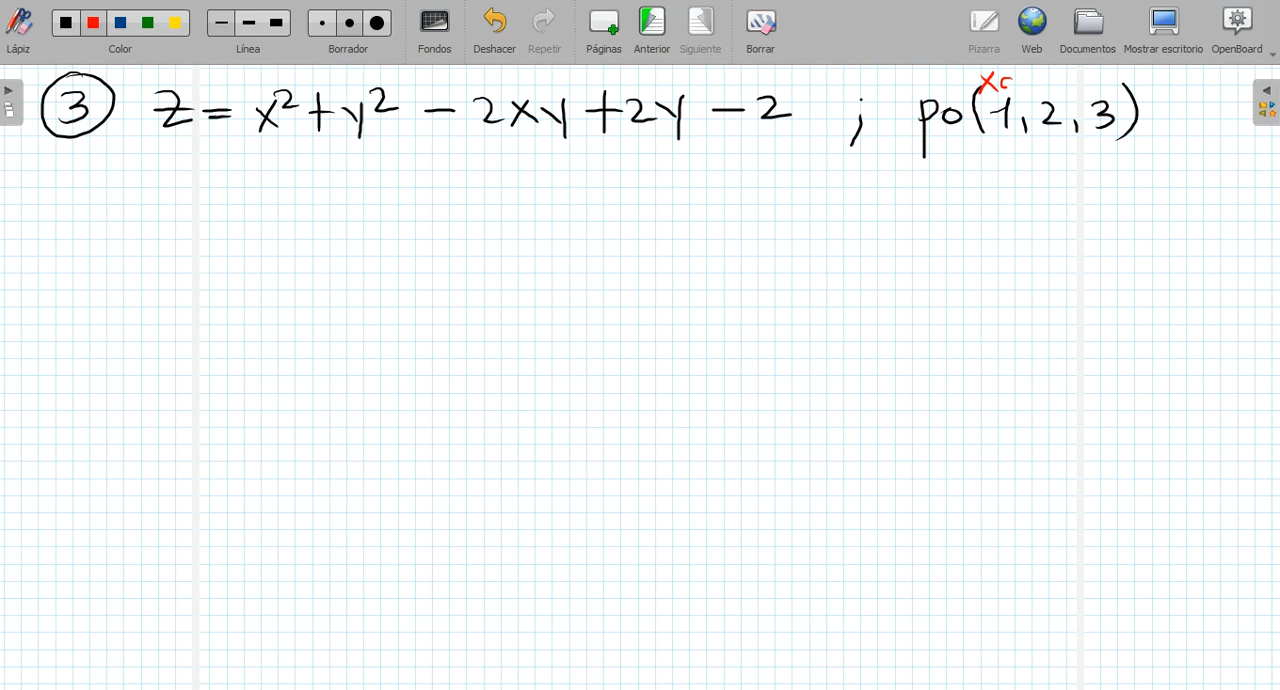 Lápiz Color Línea Borrador Fondos Deshacer Repetir Páginas Anterior Siguiente Borrar Pizarra Web Documentos Mostrar escritorio OpenBoard
x₀
③ z = x² + y² - 2xy + 2y - 2 ; po(1, 2, 3)